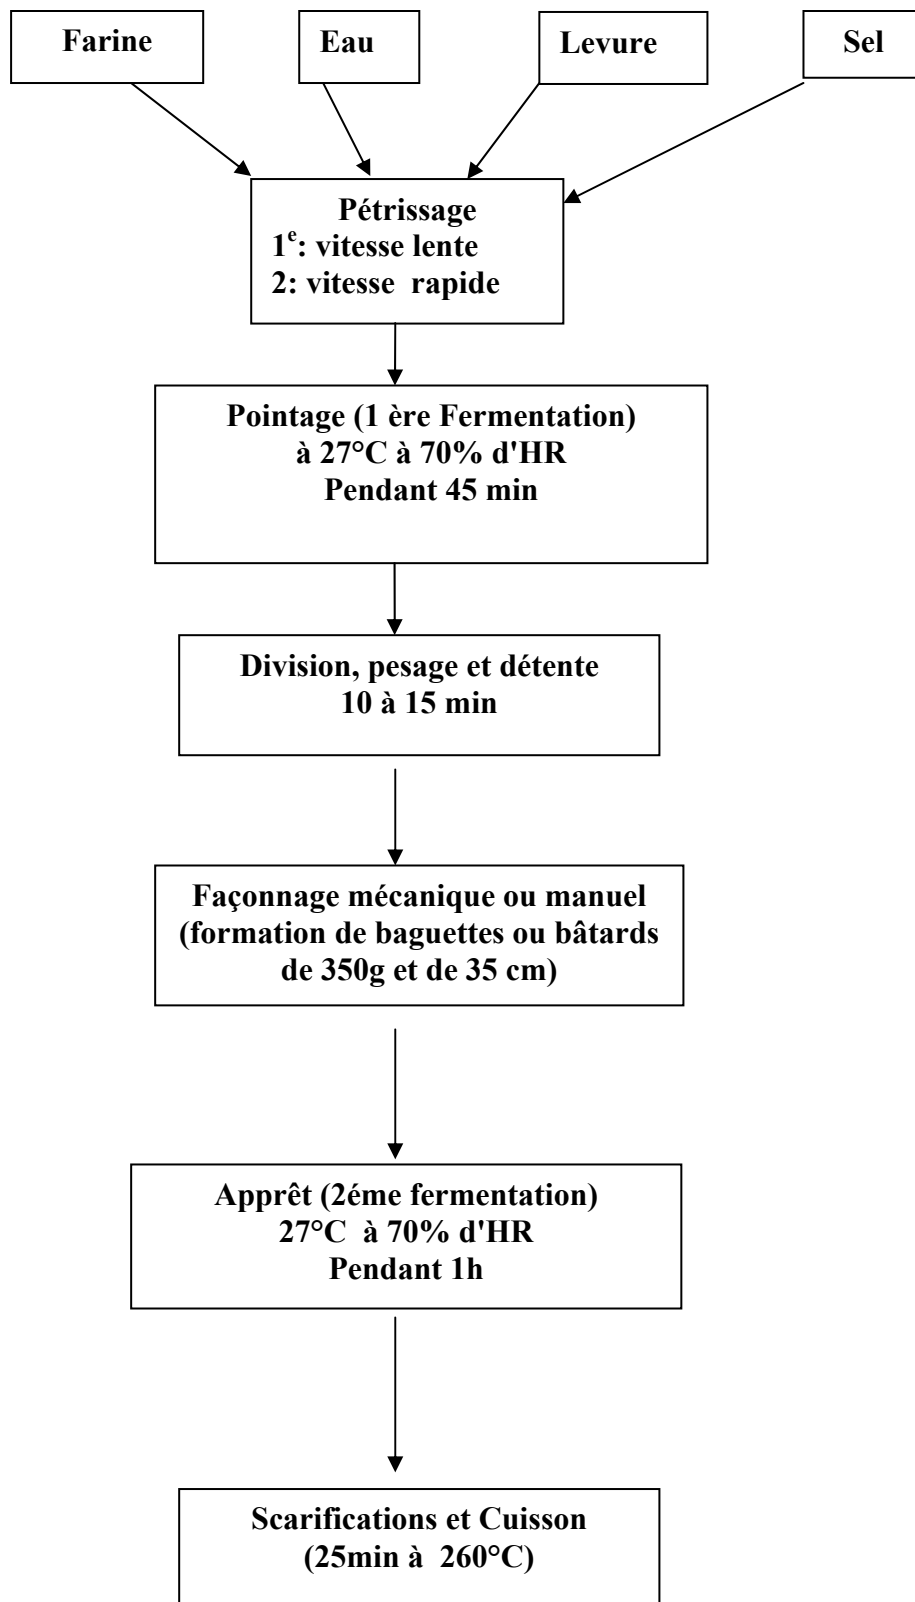 Farine
Eau
Levure
Sel
Pétrissage
1e: vitesse lente
2: vitesse rapide
Pointage (1 ère Fermentation)
à 27°C à 70% d'HR
Pendant 45 min
Division, pesage et détente
10 à 15 min
Façonnage mécanique ou manuel
(formation de baguettes ou bâtards
de 350g et de 35 cm)
Apprêt (2éme fermentation)
27°C à 70% d'HR
Pendant 1h
Scarifications et Cuisson
(25min à 260°C)